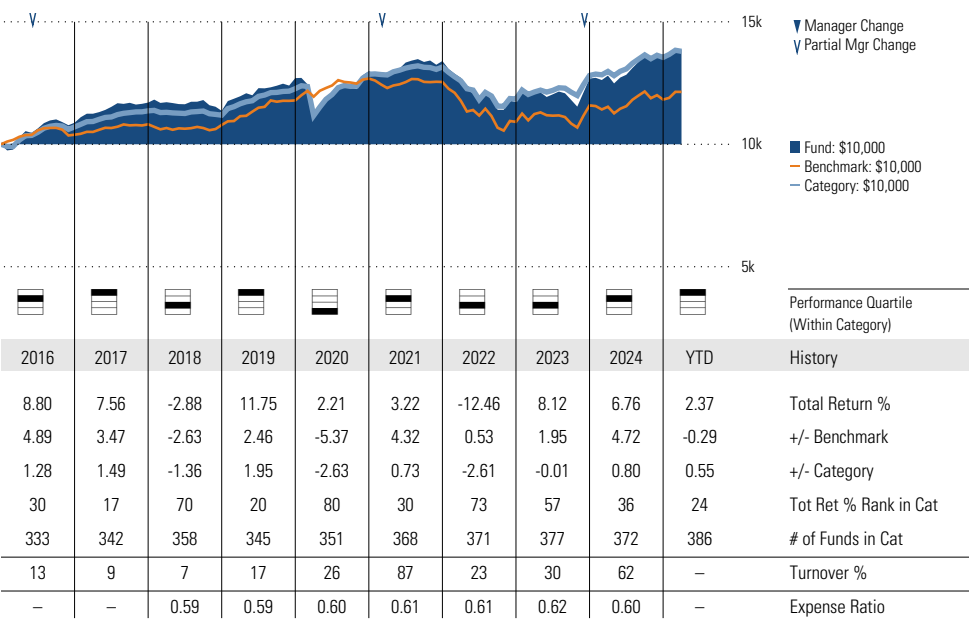 15k
▼ Manager Change
V Partial Mgr Change
10k
Fund: $10,000
Benchmark: $10,000
Category: $10,000
5k
Performance Quartile
(Within Category)
2016 2017 2018 2019 2020 2021 2022 2023 2024 YTD History
8.80 7.56 -2.88 11.75 2.21 3.22 -12.46 8.12 6.76 2.37 Total Return %
4.89 3.47 -2.63 2.46 -5.37 4.32 0.53 1.95 4.72 -0.29 +/- Benchmark
1.28 1.49 -1.36 1.95 -2.63 0.73 -2.61 -0.01 0.80 0.55 +/- Category
30 17 70 20 80 30 73 57 36 24 Tot Ret % Rank in Cat
333 342 358 345 351 368 371 377 372 386 # of Funds in Cat
13 9 7 17 26 87 23 30 62 – Turnover %
– – 0.59 0.59 0.60 0.61 0.61 0.62 0.60 – Expense Ratio